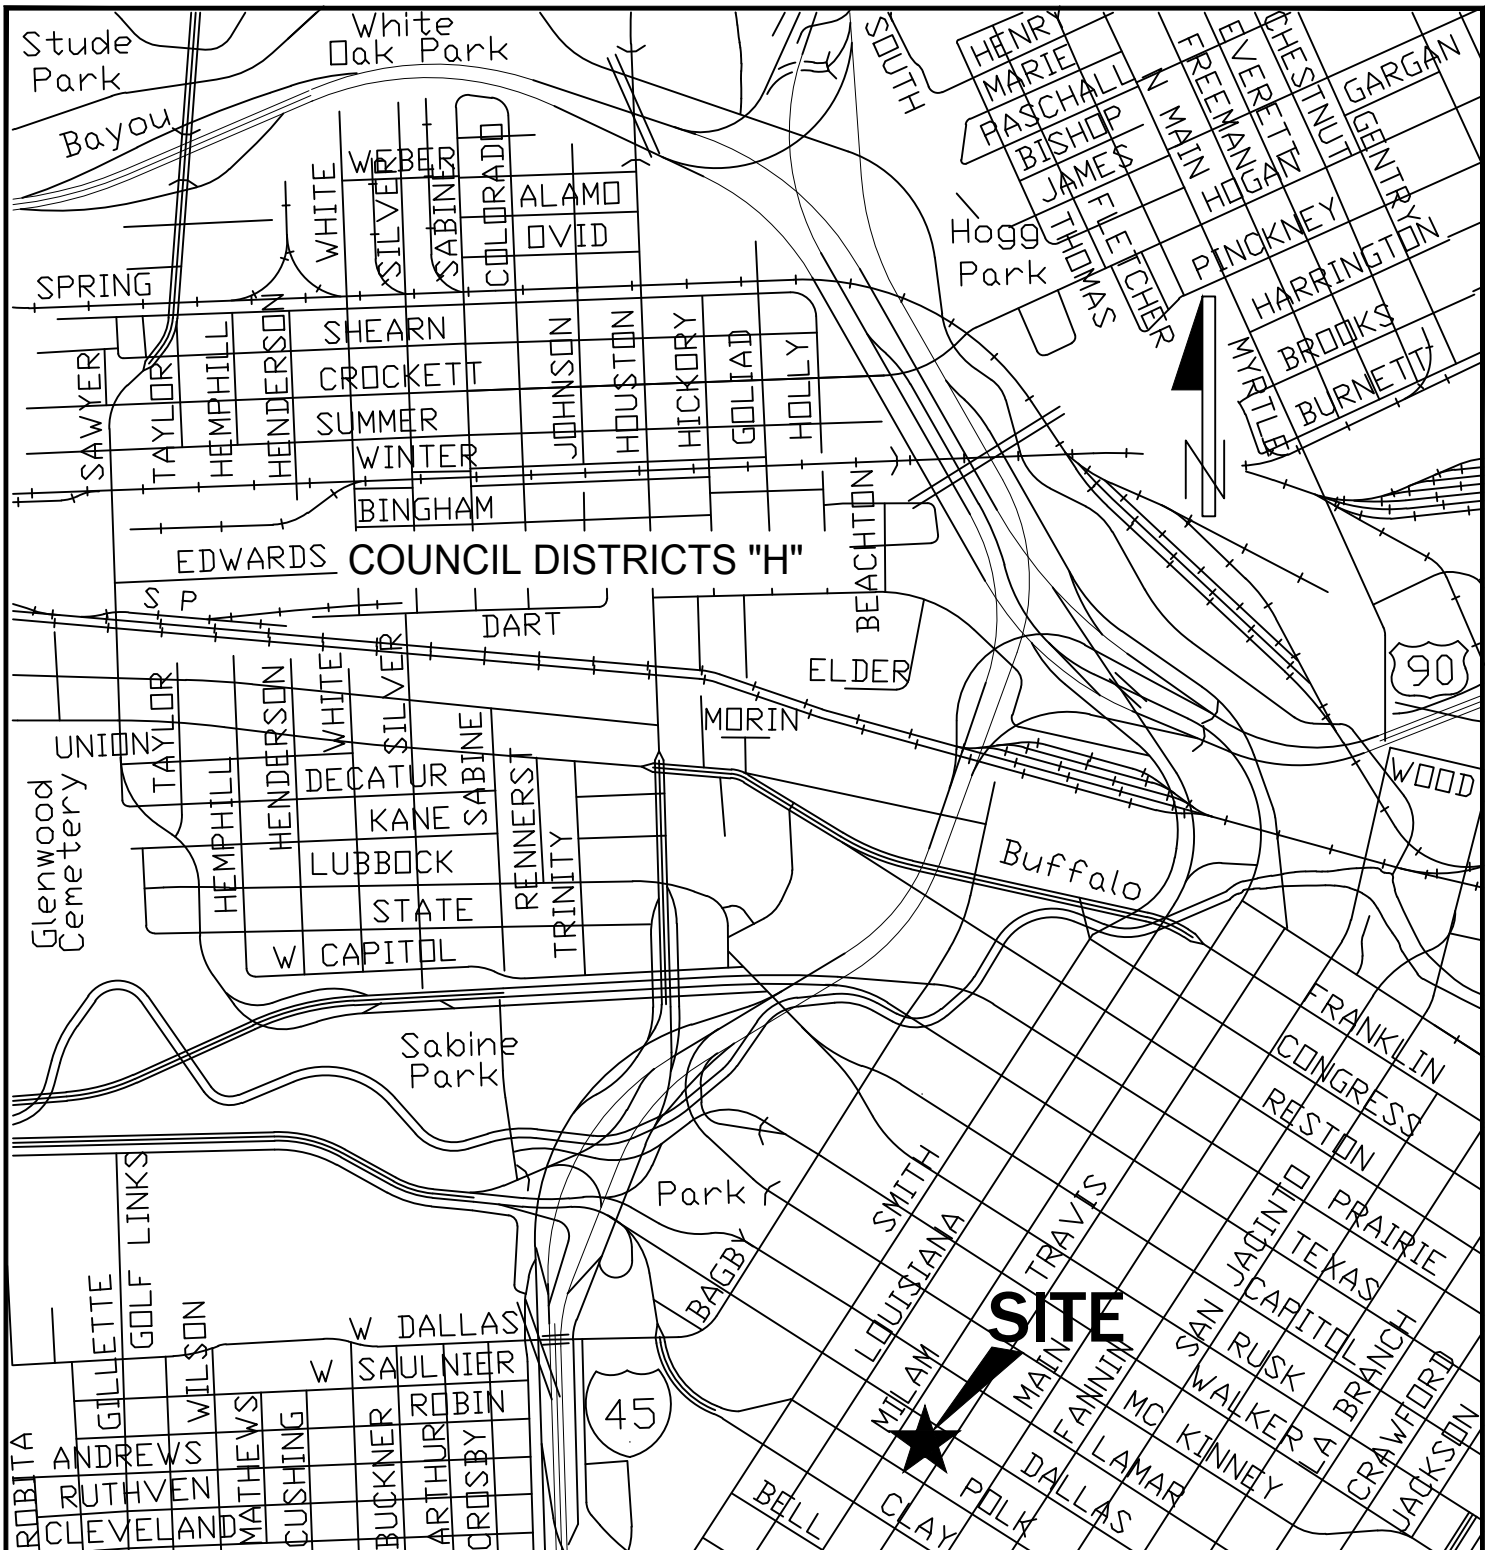 Stude
Park
White
Oak Park
Bayou
SOUTH
HENRY
MARIE
PASCHALL
BISHOP
JAMES
THOMAS
FLETCHER
N MAIN
FREEMAN
EVERETT
CHESTNUT
GENTRY
GARGAN
HOGAN
PINCKNEY
HARRINGTON
BROOKS
BURNETT
MYRTLE
Hogg
Park
WHITE
WEBER
SILVER
SABINE
COLORADO
ALAMO
OVID
SPRING
SHEARN
CROCKETT
SUMMER
WINTER
BINGHAM
SAWYER
TAYLOR
HEMPHILL
HENDERSON
JOHNSON
HOUSTON
HICKORY
GOLIAD
HOLLY
BEACHTON
N
EDWARDS
COUNCIL DISTRICTS "H"
S P
DART
ELDER
MORIN
90
WOOD
UNION
TAYLOR
HEMPHILL
HENDERSON
WHITE
SILVER
SABINE
RENNERST
TRINITY
DECATUR
KANE
LUBBOCK
STATE
W CAPITOL
Glenwood
Cemetery
Buffalo
Sabine
Park
Park
FRANKLIN
CONGRESS
RESTON
PRAIRIE
TEXAS
CAPITOL
RUSK
WALKER
MC KINNEY
LAMAR
DALLAS
POLK
CLAY
BELL
BAGBY
SMITH
LOUISIANA
MILAM
TRAVIS
MAIN
FANNIN
SAN JACINTO
LA BRANCH
CRAWFORD
JACKSON
SITE
45
GOLF LINKS
GILLETTE
WILSON
W DALLAS
W SAULNIER
ROBIN
ANDREWS
RUTHVEN
CLEVELAND
ROBITA
MATHEWS
CUSHING
BUCKNER
ARTHUR
CROSBY